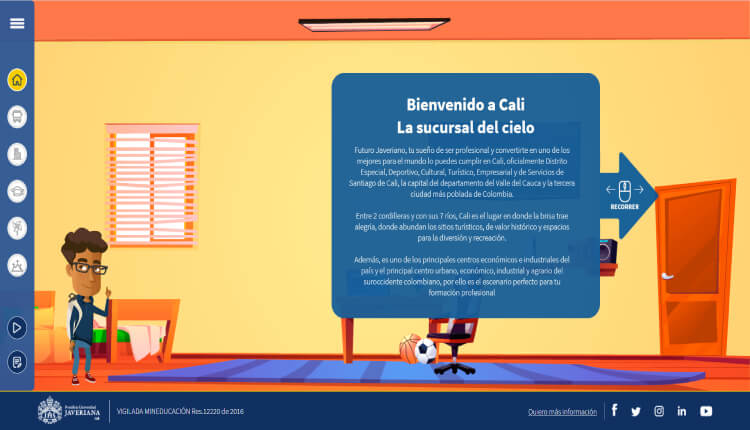 Bienvenido a Cali
La sucursal del cielo
Futuro Javeriano, tu sueño de ser profesional y convertirte en uno de los
mejores para el mundo lo puedes cumplir en Cali, oficialmente Distrito
Especial, Deportivo, Cultural, Turístico, Empresarial y de Servicios de
Santiago de Cali, la capital del departamento del Valle del Cauca y la tercera
ciudad más poblada de Colombia.
Entre 2 cordilleras y con sus 7 ríos, Cali es el lugar en donde la brisa trae
alegría, donde abundan los sitios turísticos, de valor histórico y espacios
para la diversión y recreación.
Además, es uno de los principales centros económicos e industriales del
país y el principal centro urbano, económico, industrial y agrario del
suroccidente colombiano, por ello es el escenario perfecto para tu
formación profesional
RECORRER
Pontificia Universidad
JAVERIANA
Cali
VIGILADA MINEDUCACIÓN Res.12220 de 2016
Quiero más información